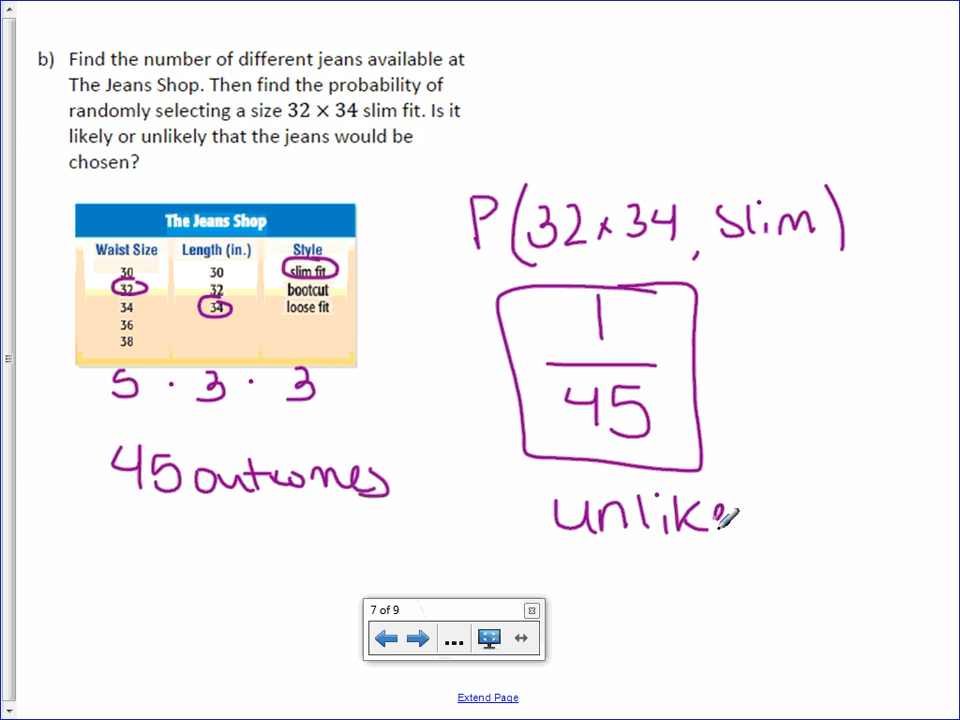 b) Find the number of different jeans available at
The Jeans Shop. Then find the probability of
randomly selecting a size 32 × 34 slim fit. Is it
likely or unlikely that the jeans would be
chosen?
The Jeans Shop
Waist Size Length (in.) Style
30 30 slim fit
32 32 bootcut
34 34 loose fit
36
38
5 · 3 · 3
45 outcomes
P(32×34, slim)
1
45
unlike
7 of 9
...
Extend Page